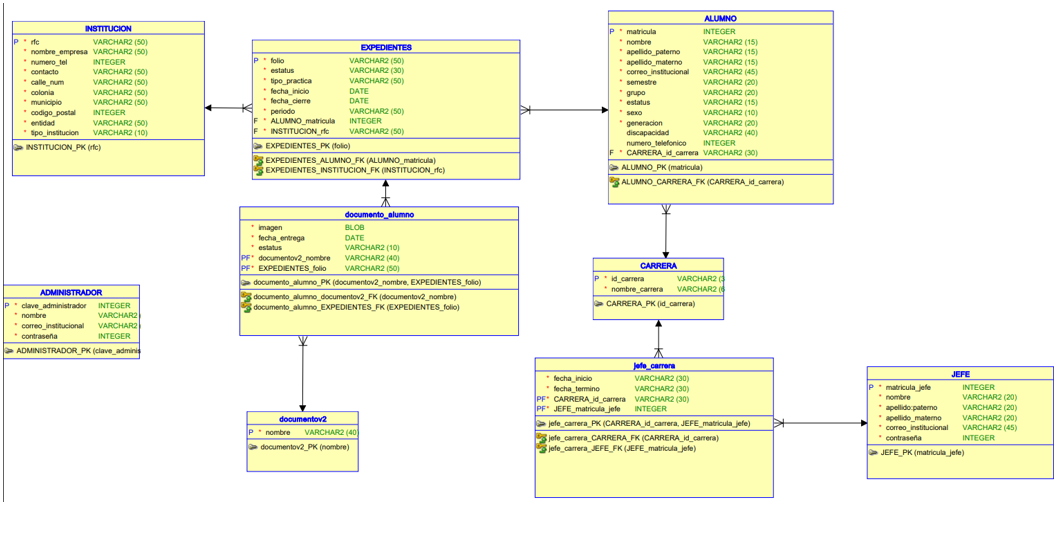 INSTITUCION
P * rfc VARCHAR2 (50)
* nombre_empresa VARCHAR2 (50)
* numero_tel INTEGER
* contacto VARCHAR2 (50)
* calle_num VARCHAR2 (50)
* colonia VARCHAR2 (50)
* municipio VARCHAR2 (50)
* codigo_postal INTEGER
* entidad VARCHAR2 (50)
* tipo_institucion VARCHAR2 (10)
INSTITUCION_PK (rfc)
EXPEDIENTES
P * folio VARCHAR2 (50)
* estatus VARCHAR2 (30)
* tipo_practica VARCHAR2 (50)
* fecha_inicio DATE
* fecha_cierre DATE
* periodo VARCHAR2 (50)
F * ALUMNO_matricula INTEGER
F * INSTITUCION_rfc VARCHAR2 (50)
EXPEDIENTES_PK (folio)
EXPEDIENTES_ALUMNO_FK (ALUMNO_matricula)
EXPEDIENTES_INSTITUCION_FK (INSTITUCION_rfc)
ALUMNO
P * matricula INTEGER
* nombre VARCHAR2 (15)
* apellido_paterno VARCHAR2 (15)
* apellido_materno VARCHAR2 (15)
* correo_institucional VARCHAR2 (45)
* semestre VARCHAR2 (20)
* grupo VARCHAR2 (20)
* estatus VARCHAR2 (15)
* sexo VARCHAR2 (10)
* generacion VARCHAR2 (20)
discapacidad VARCHAR2 (40)
numero_telefonico INTEGER
F * CARRERA_id_carrera VARCHAR2 (30)
ALUMNO_PK (matricula)
ALUMNO_CARRERA_FK (CARRERA_id_carrera)
documento_alumno
* imagen BLOB
* fecha_entrega DATE
* estatus VARCHAR2 (10)
PF* documentov2_nombre VARCHAR2 (40)
PF* EXPEDIENTES_folio VARCHAR2 (50)
documento_alumno_PK (documentov2_nombre, EXPEDIENTES_folio)
documento_alumno_documentov2_FK (documentov2_nombre)
documento_alumno_EXPEDIENTES_FK (EXPEDIENTES_folio)
CARRERA
P * id_carrera VARCHAR2 (
* nombre_carrera VARCHAR2 (
CARRERA_PK (id_carrera)
ADMINISTRADOR
P * clave_administrador INTEGER
* nombre VARCHAR2
* correo_institucional VARCHAR2
* contraseña INTEGER
ADMINISTRADOR_PK (clave_adminis
jefe_carrera
* fecha_inicio VARCHAR2 (30)
* fecha_termino VARCHAR2 (30)
PF* CARRERA_id_carrera VARCHAR2 (30)
PF* JEFE_matricula_jefe INTEGER
jefe_carrera_PK (CARRERA_id_carrera, JEFE_matricula_jefe)
jefe_carrera_CARRERA_FK (CARRERA_id_carrera)
jefe_carrera_JEFE_FK (JEFE_matricula_jefe)
JEFE
P * matricula_jefe INTEGER
* nombre VARCHAR2 (20)
* apellido:paterno VARCHAR2 (20)
* apellido_materno VARCHAR2 (20)
* correo_institucional VARCHAR2 (45)
* contraseña INTEGER
JEFE_PK (matricula_jefe)
documentov2
P * nombre VARCHAR2 (40)
documentov2_PK (nombre)